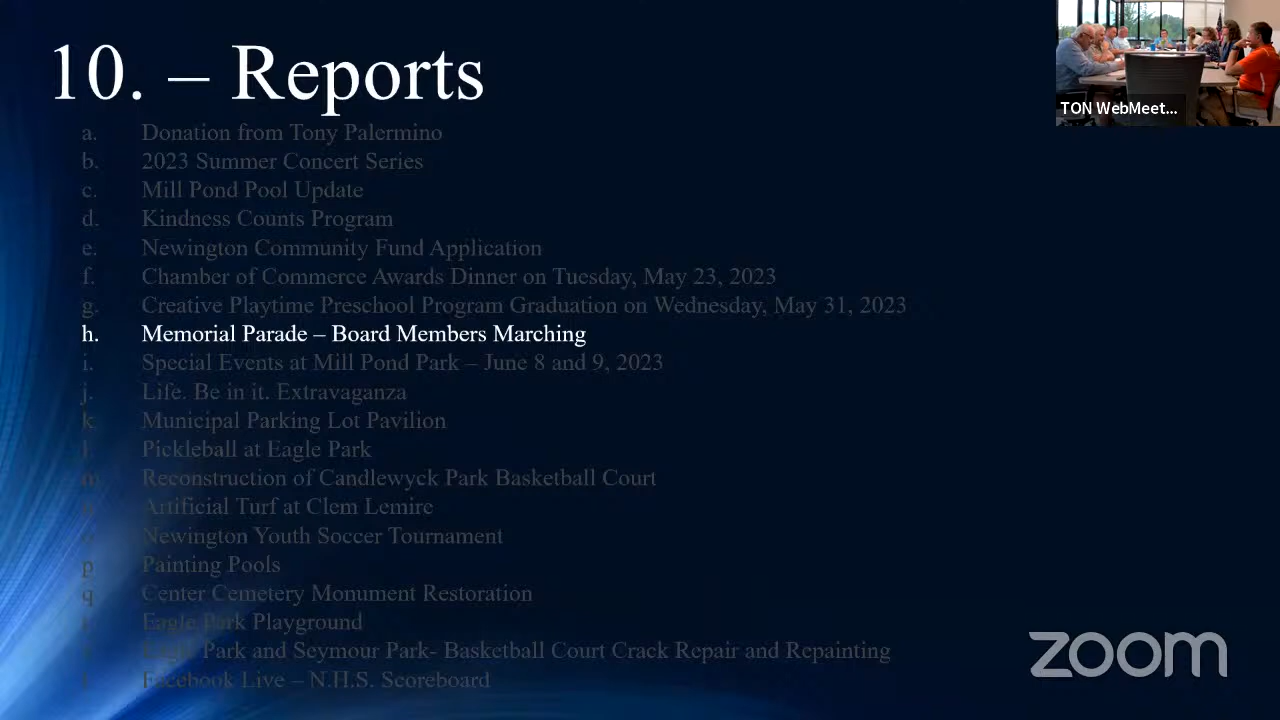 10. – Reports
TON WebMeet...
a. Donation from Tony Palermino
b. 2023 Summer Concert Series
c. Mill Pond Pool Update
d. Kindness Counts Program
e. Newington Community Fund Application
f. Chamber of Commerce Awards Dinner on Tuesday, May 23, 2023
g. Creative Playtime Preschool Program Graduation on Wednesday, May 31, 2023
h. Memorial Parade – Board Members Marching
i. Special Events at Mill Pond Park – June 8 and 9, 2023
j. Life. Be in it. Extravaganza
k Municipal Parking Lot Pavilion
l Pickleball at Eagle Park
m Reconstruction of Candlewyck Park Basketball Court
Artificial Turf at Clem Lemire
Newington Youth Soccer Tournament
p Painting Pools
q Center Cemetery Monument Restoration
Eagle Park Playground
Eagle Park and Seymour Park- Basketball Court Crack Repair and Repainting
Facebook Live – N.H.S. Scoreboard
zoom